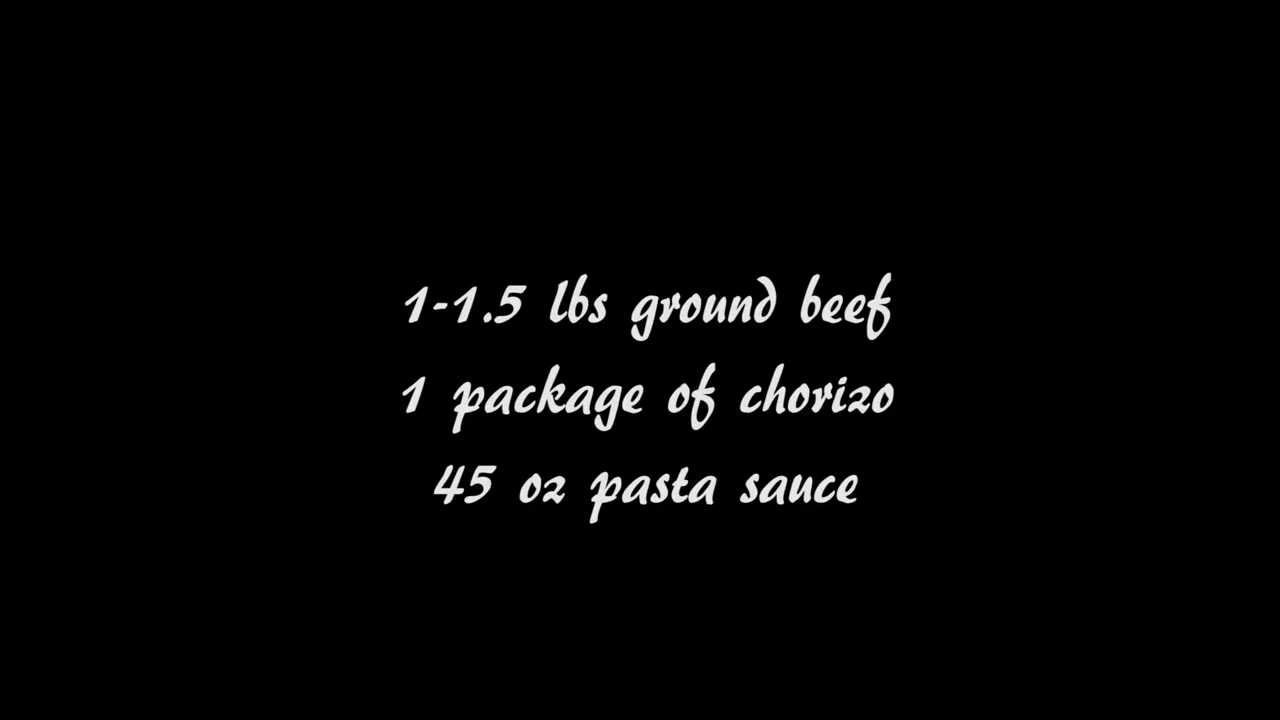 1-1.5 lbs ground beef
1 package of chorizo
45 oz pasta sauce